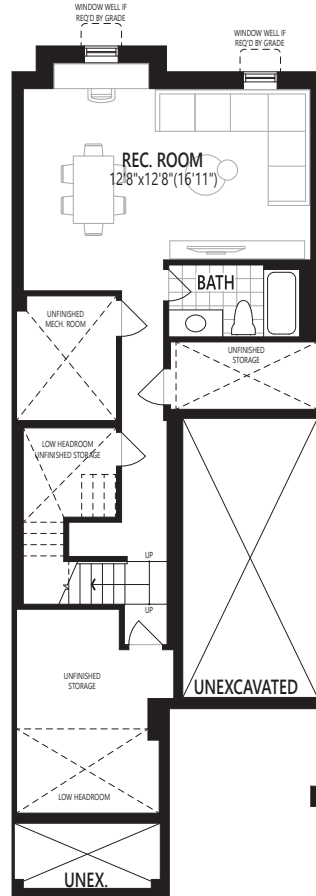 WINDOW WELL IF
REQ'D BY GRADE
WINDOW WELL IF
REQ'D BY GRADE
REC. ROOM
12'8"x12'8"(16'11")
BATH
UNFINISHED
MECH. ROOM
UNFINISHED
STORAGE
LOW HEADROOM
UNFINISHED STORAGE
UP
UP
UNFINISHED
STORAGE
UNEXCAVATED
LOW HEADROOM
UNEX.